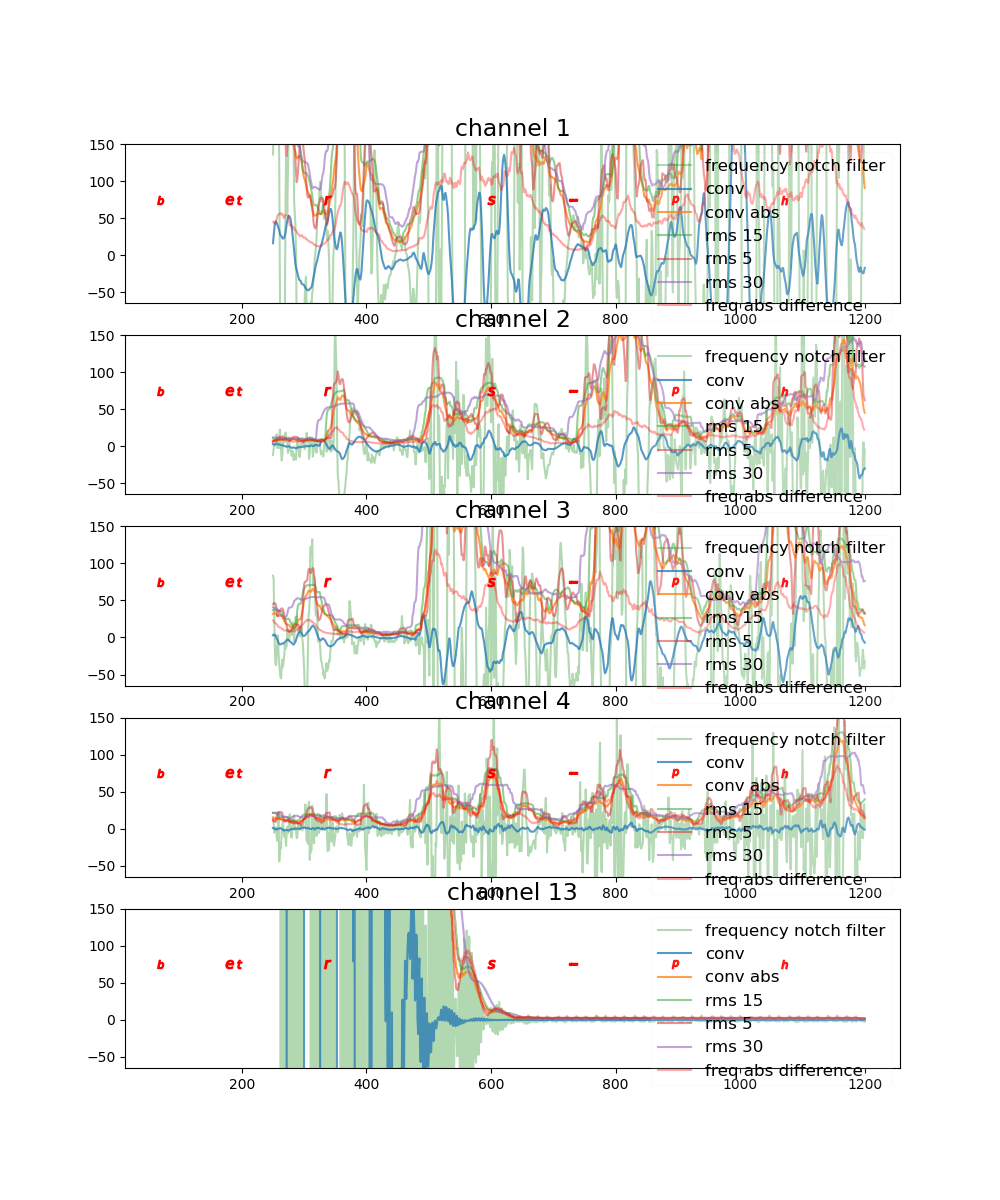 channel 1
150
100
50
0
−50
b et r s – p h
frequency notch filter
conv
conv abs
rms 15
rms 5
rms 30
freq abs difference
200 400 600 800 1000 1200
channel 2
150
100
50
0
−50
b et r s – p h
frequency notch filter
conv
conv abs
rms 15
rms 5
rms 30
freq abs difference
200 400 600 800 1000 1200
channel 3
150
100
50
0
−50
b et r s – p h
frequency notch filter
conv
conv abs
rms 15
rms 5
rms 30
freq abs difference
200 400 600 800 1000 1200
channel 4
150
100
50
0
−50
b et r s – p h
frequency notch filter
conv
conv abs
rms 15
rms 5
rms 30
freq abs difference
200 400 600 800 1000 1200
channel 13
150
100
50
0
−50
b et r s – p h
frequency notch filter
conv
conv abs
rms 15
rms 5
rms 30
freq abs difference
200 400 600 800 1000 1200